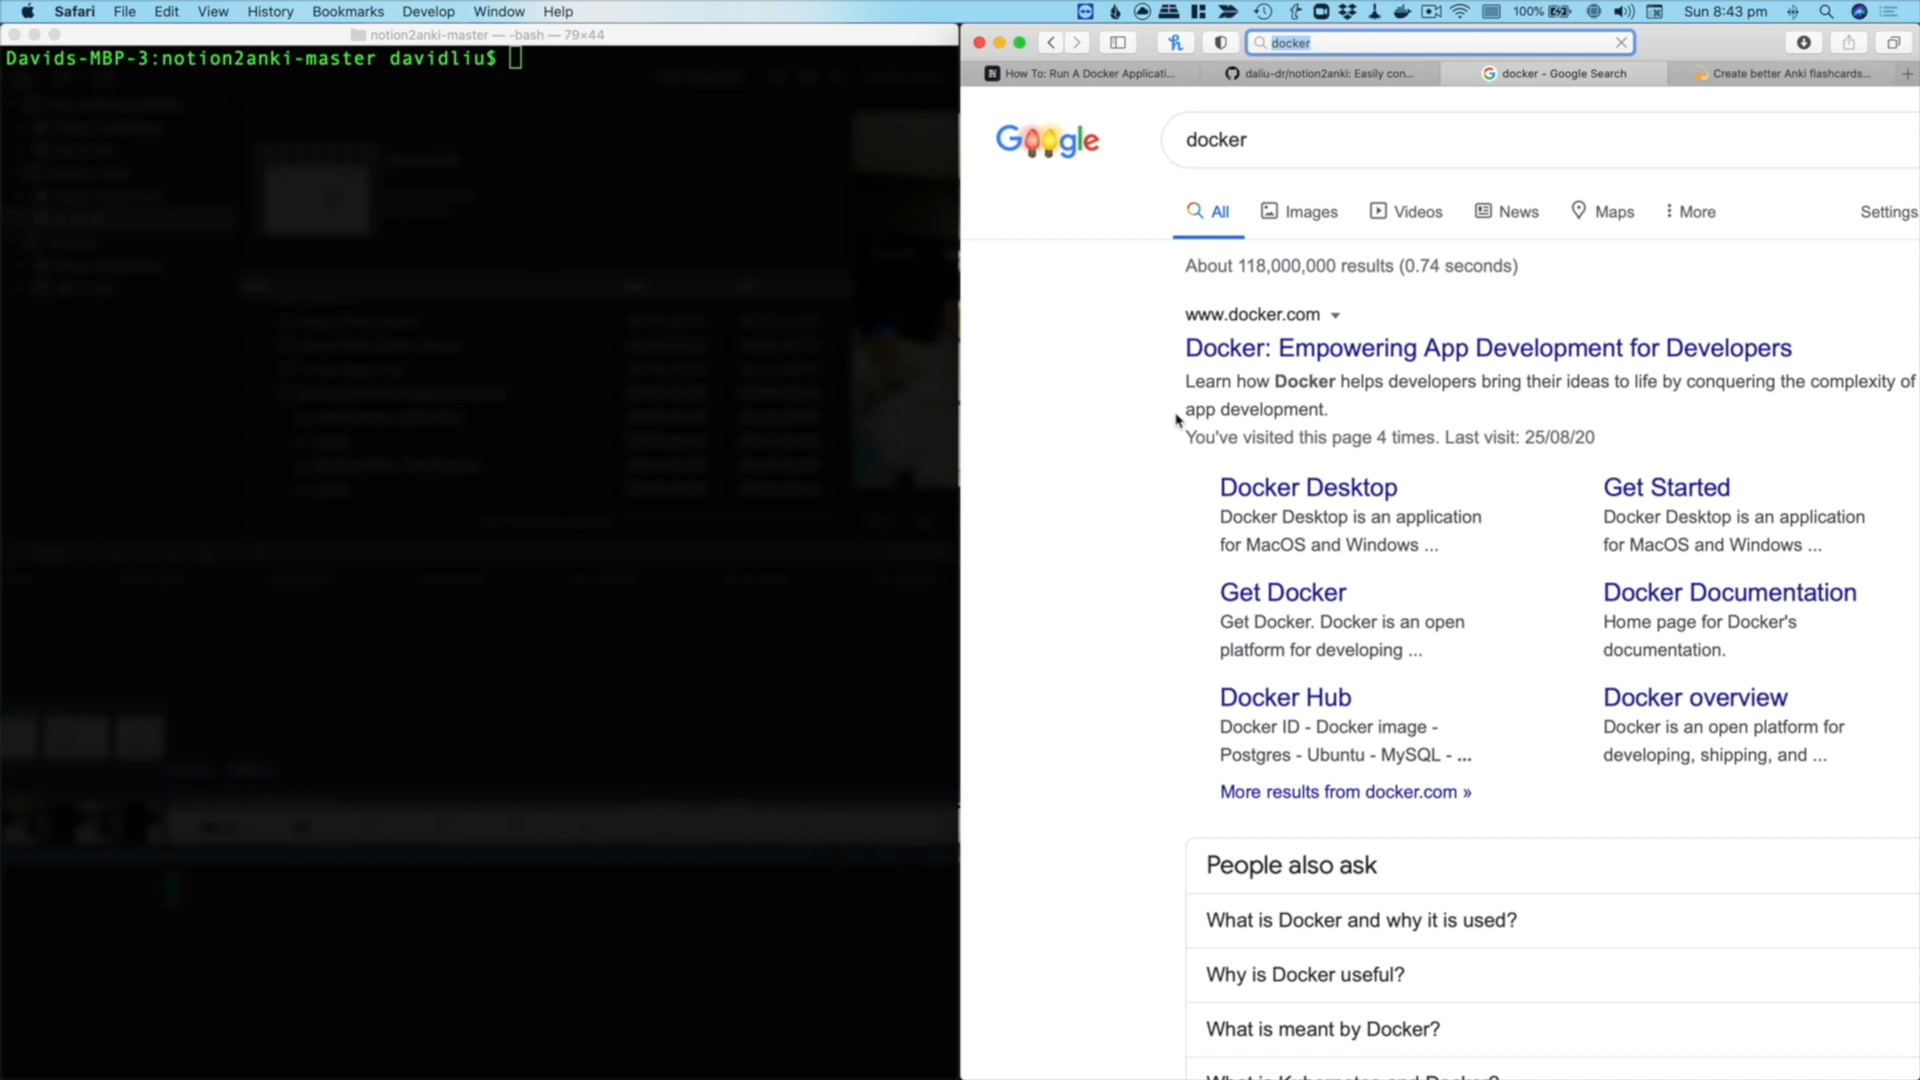 Safari File Edit View History Bookmarks Develop Window Help
100% Sun 8:43 pm
notion2anki-master — -bash — 79×44
Davids-MBP-3:notion2anki-master davidliu$
docker
How To: Run A Docker Applicati...
daliu-dr/notion2anki: Easily con...
docker - Google Search
Create better Anki flashcards...
Google
docker
All Images Videos News Maps More Settings
About 118,000,000 results (0.74 seconds)
www.docker.com
Docker: Empowering App Development for Developers
Learn how Docker helps developers bring their ideas to life by conquering the complexity of
app development.
You've visited this page 4 times. Last visit: 25/08/20
Docker Desktop
Docker Desktop is an application
for MacOS and Windows ...
Get Started
Docker Desktop is an application
for MacOS and Windows ...
Get Docker
Get Docker. Docker is an open
platform for developing ...
Docker Documentation
Home page for Docker's
documentation.
Docker Hub
Docker ID - Docker image -
Postgres - Ubuntu - MySQL - ...
Docker overview
Docker is an open platform for
developing, shipping, and ...
More results from docker.com »
People also ask
What is Docker and why it is used?
Why is Docker useful?
What is meant by Docker?
What is Kubernetes and Docker?